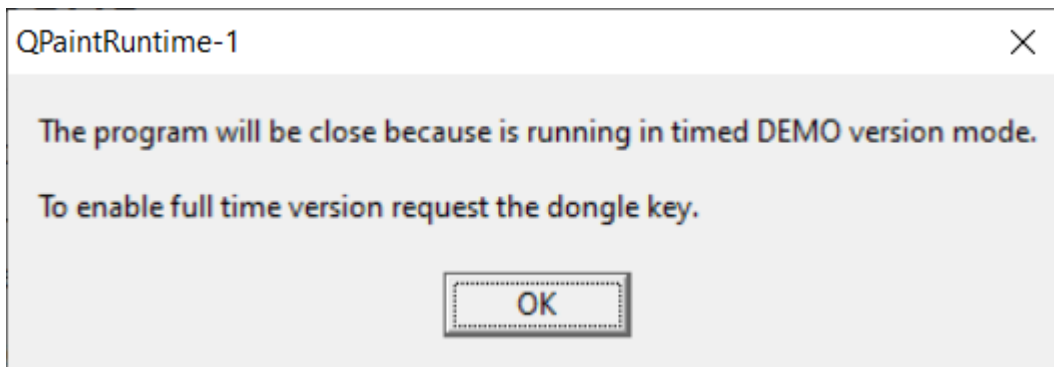 QPaintRuntime-1
The program will be close because is running in timed DEMO version mode.
To enable full time version request the dongle key.
OK